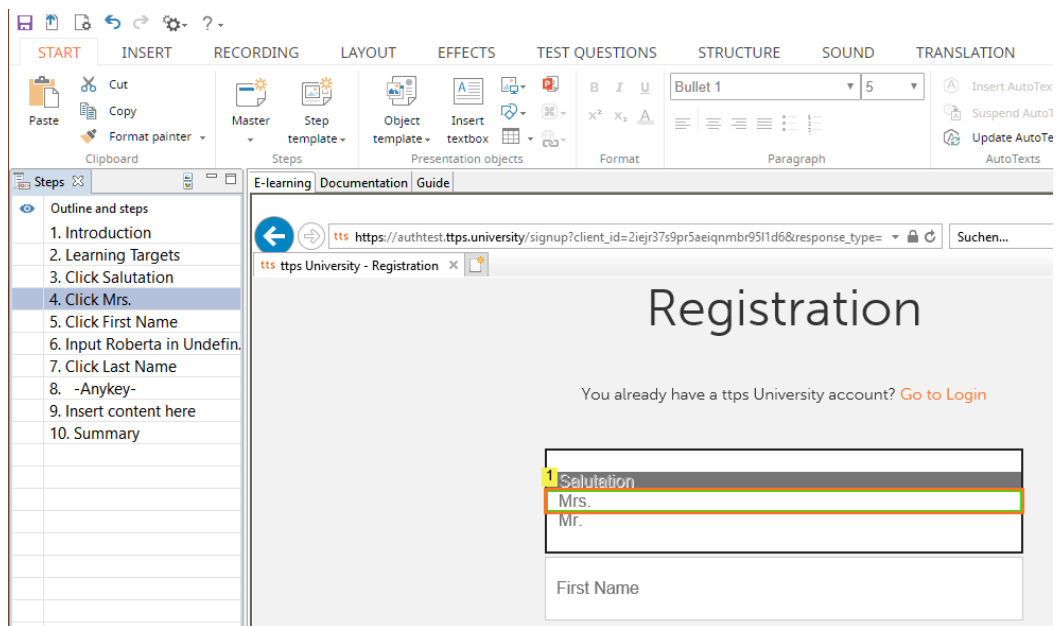 START INSERT RECORDING LAYOUT EFFECTS TEST QUESTIONS STRUCTURE SOUND TRANSLATION
Paste
Cut
Copy
Format painter
Clipboard
Master
Step
template
Steps
Object
template
Insert
textbox
Presentation objects
B I U
x² x₂ A
Format
Bullet 1 5
Paragraph
Insert AutoTex
Suspend AutoT
Update AutoTe
AutoTexts
Steps
Outline and steps
1. Introduction
2. Learning Targets
3. Click Salutation
4. Click Mrs.
5. Click First Name
6. Input Roberta in Undefin.
7. Click Last Name
8. -Anykey-
9. Insert content here
10. Summary
E-learning Documentation Guide
tts https://authtest.ttps.university/signup?client_id=2iejr37s9pr5aeiqnmbr95l1d6&response_type= Suchen...
tts ttps University - Registration
Registration
You already have a ttps University account? Go to Login
1
Salutation
Mrs.
Mr.
First Name